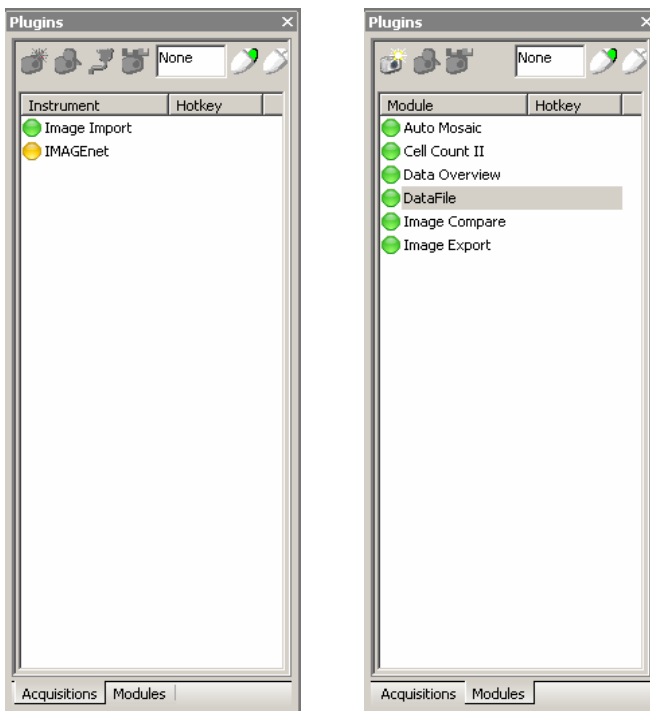 Plugins
None
Instrument Hotkey
Image Import
IMAGEnet
Acquisitions Modules
Plugins
None
Module Hotkey
Auto Mosaic
Cell Count II
Data Overview
DataFile
Image Compare
Image Export
Acquisitions Modules